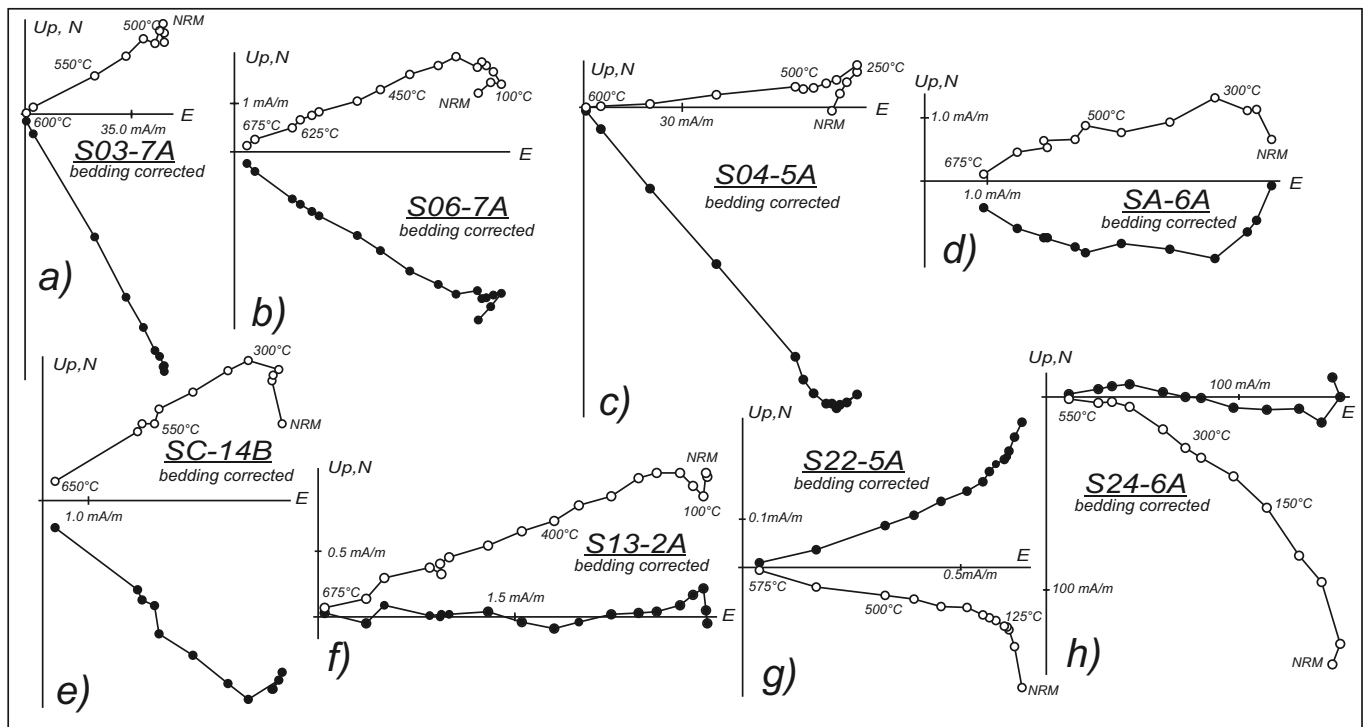 Up, N
500°C
NRM
550°C
600°C
35.0 mA/m
E
S03-7A
bedding corrected
a)
Up,N
1 mA/m
450°C
NRM
100°C
675°C
625°C
E
S06-7A
bedding corrected
b)
Up,N
500°C
250°C
600°C
30 mA/m
NRM
E
S04-5A
bedding corrected
c)
Up,N
1.0 mA/m
500°C
300°C
NRM
675°C
1.0 mA/m
E
SA-6A
bedding corrected
d)
Up,N
300°C
550°C
NRM
SC-14B
bedding corrected
650°C
1.0 mA/m
E
e)
Up,N
NRM
100°C
400°C
0.5 mA/m
S13-2A
bedding corrected
675°C
1.5 mA/m
E
f)
Up,N
S22-5A
bedding corrected
0.1mA/m
E
575°C
0.5mA/m
500°C
125°C
NRM
g)
Up,N
100 mA/m
E
550°C
300°C
S24-6A
bedding corrected
150°C
100 mA/m
NRM
h)